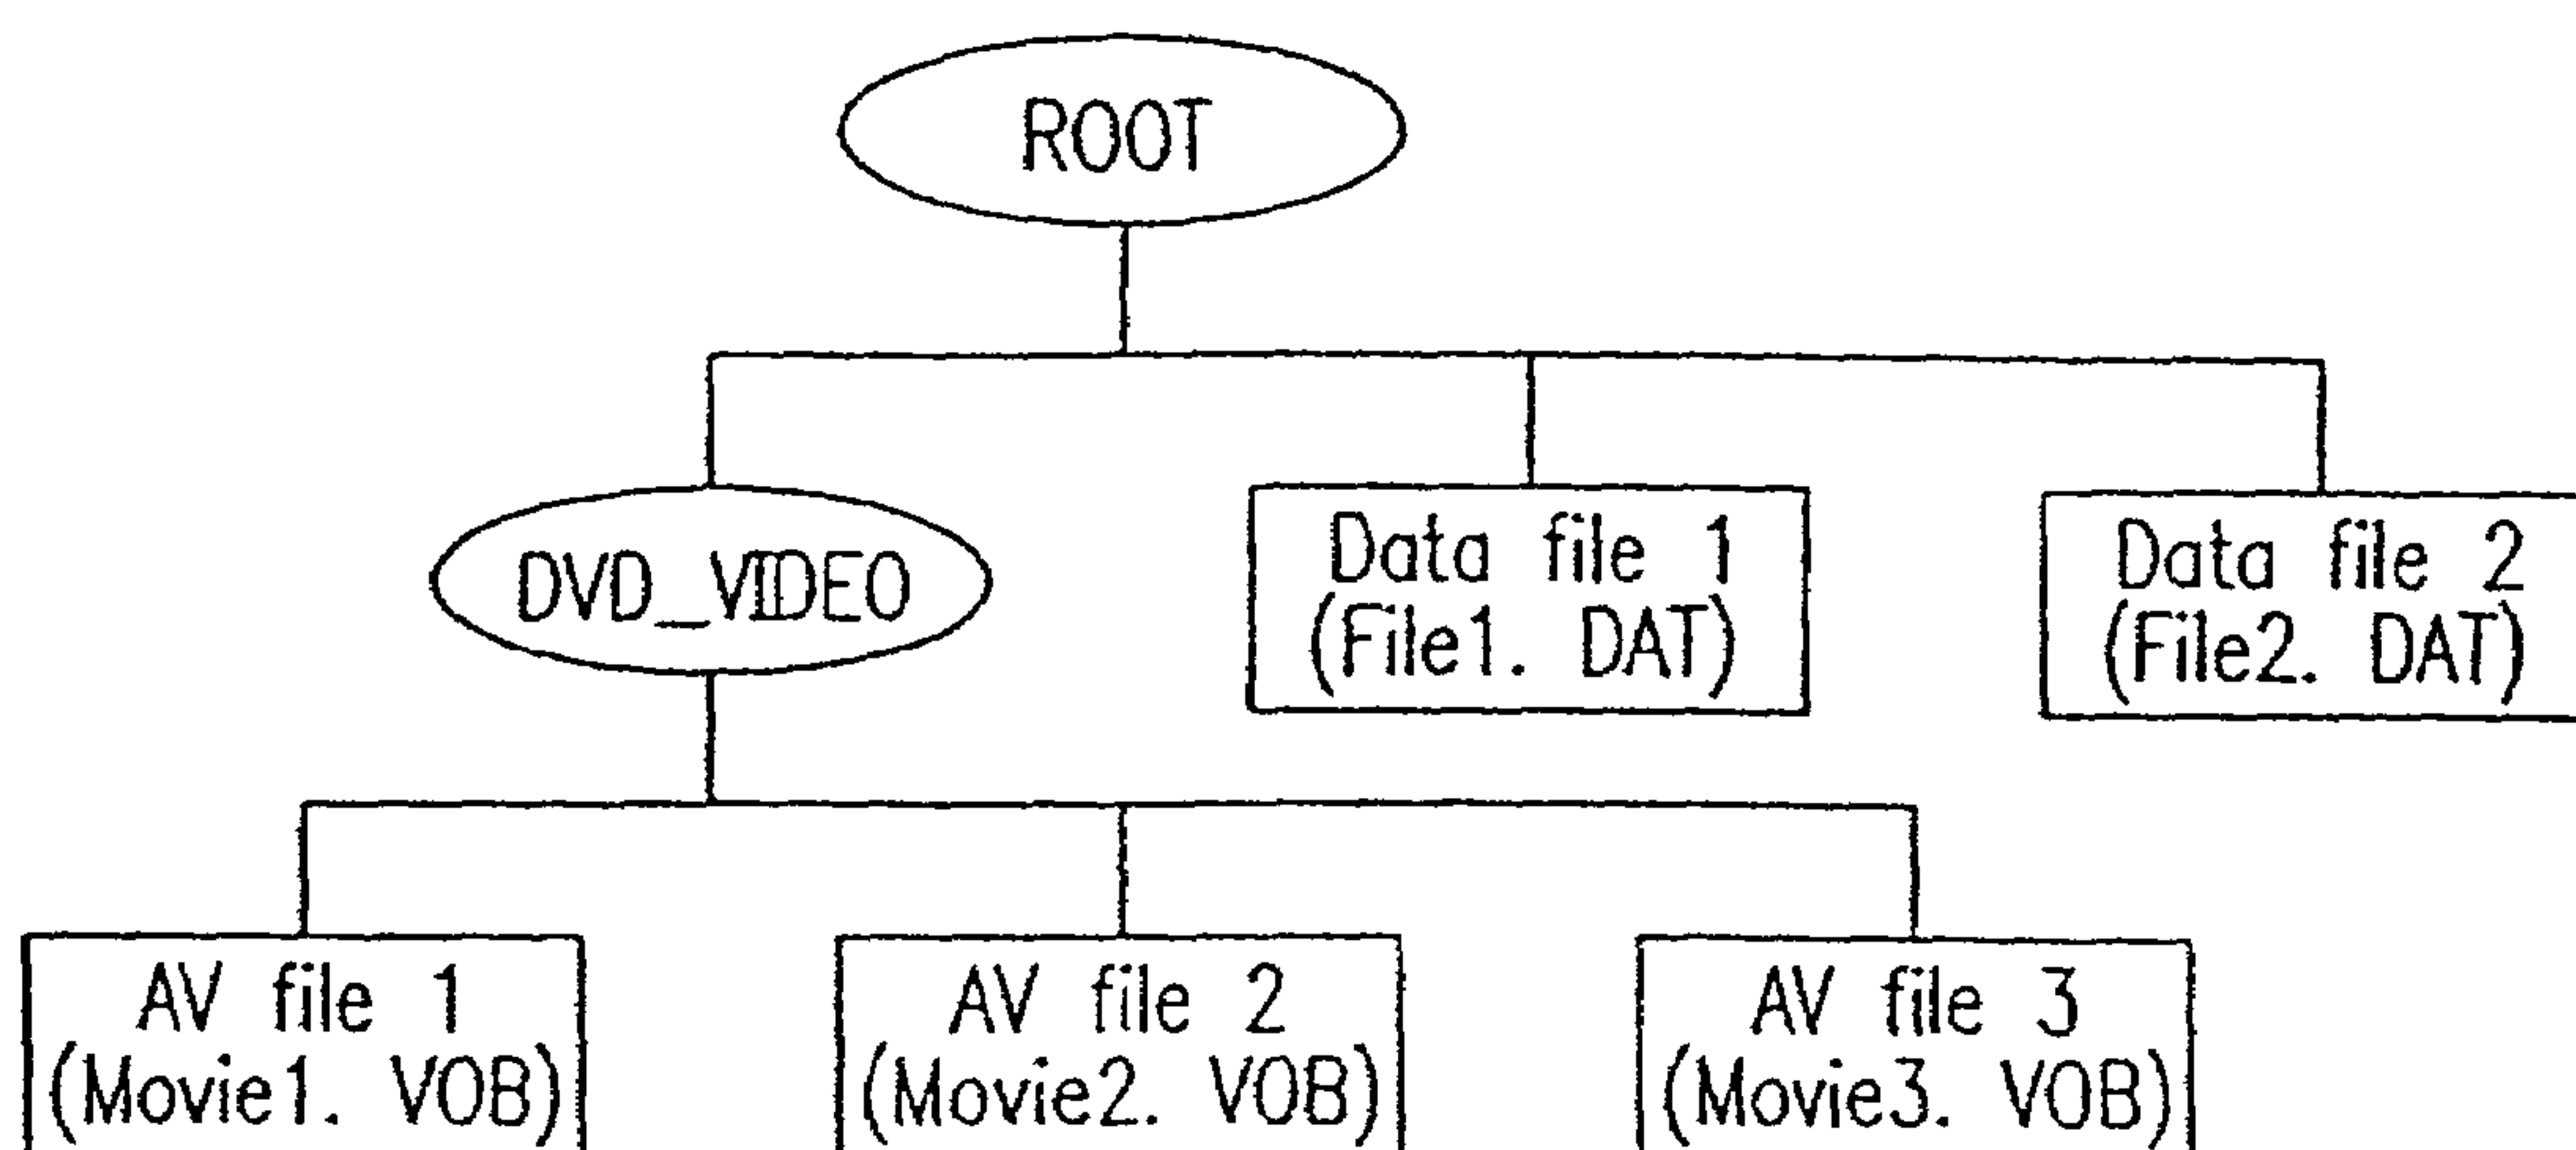 ROOT
DVD_VIDEO
Data file 1
(File1. DAT)
Data file 2
(File2. DAT)
AV file 1
(Movie1. VOB)
AV file 2
(Movie2. VOB)
AV file 3
(Movie3. VOB)